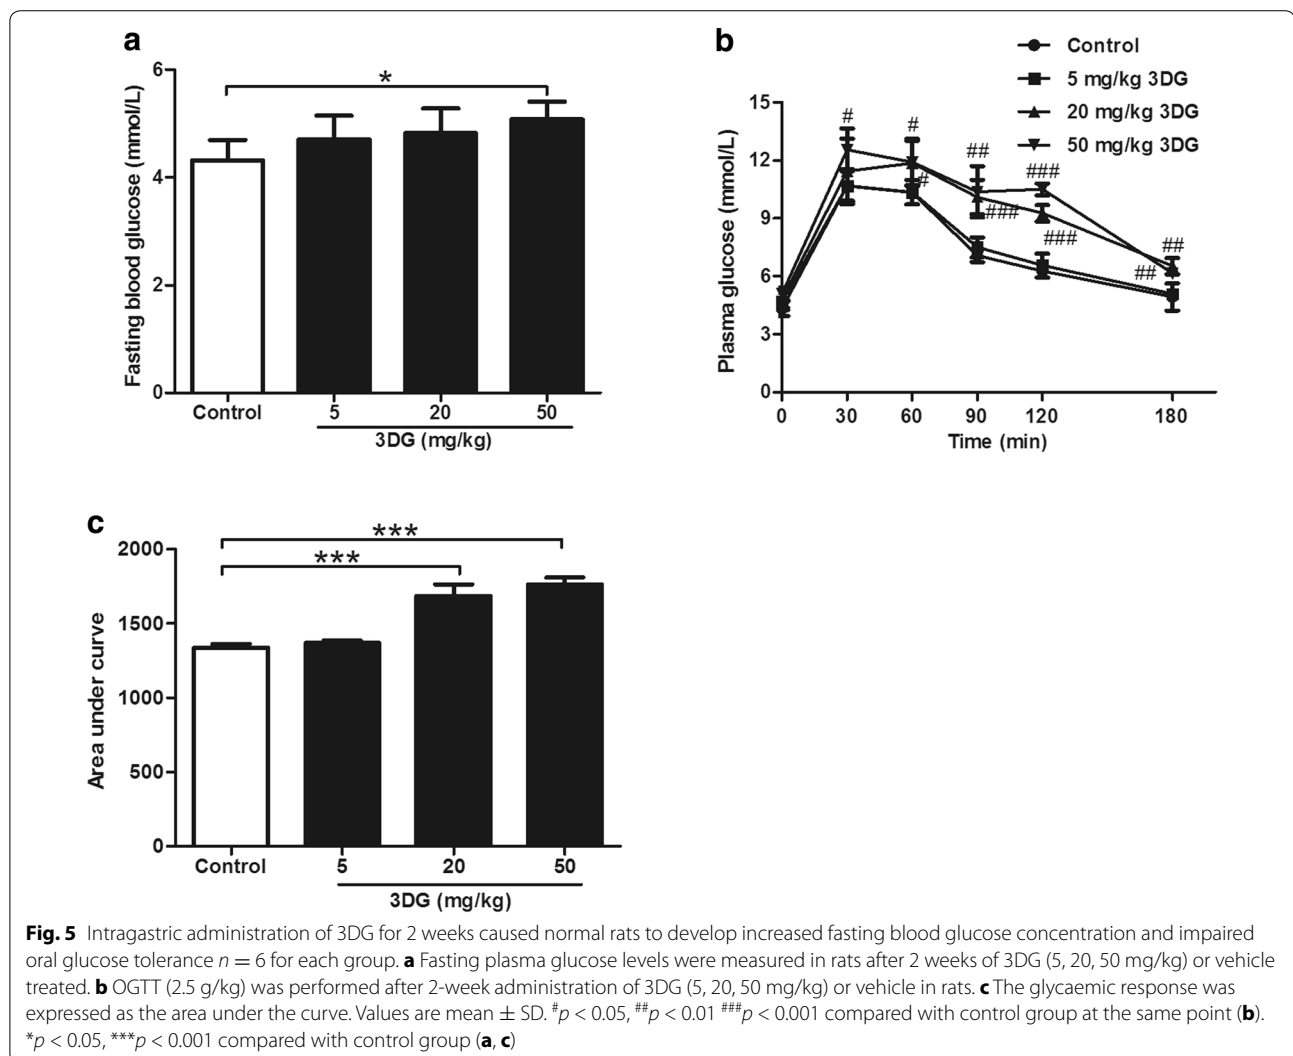 a
Fasting blood glucose (mmol/L)
6
4
2
0
*
Control
5
20
50
3DG (mg/kg)
b
Control
5 mg/kg 3DG
20 mg/kg 3DG
50 mg/kg 3DG
Plasma glucose (mmol/L)
15
12
9
6
3
0
#
#
#
##
###
###
###
##
##
0
30
60
90
120
180
Time (min)
c
Area under curve
2000
1500
1000
500
0
***
***
Control
5
20
50
3DG (mg/kg)
Fig. 5 Intragastric administration of 3DG for 2 weeks caused normal rats to develop increased fasting blood glucose concentration and impaired
oral glucose tolerance n = 6 for each group. a Fasting plasma glucose levels were measured in rats after 2 weeks of 3DG (5, 20, 50 mg/kg) or vehicle
treated. b OGTT (2.5 g/kg) was performed after 2-week administration of 3DG (5, 20, 50 mg/kg) or vehicle in rats. c The glycaemic response was
expressed as the area under the curve. Values are mean ± SD. #p < 0.05, ##p < 0.01 ###p < 0.001 compared with control group at the same point (b).
*p < 0.05, ***p < 0.001 compared with control group (a, c)